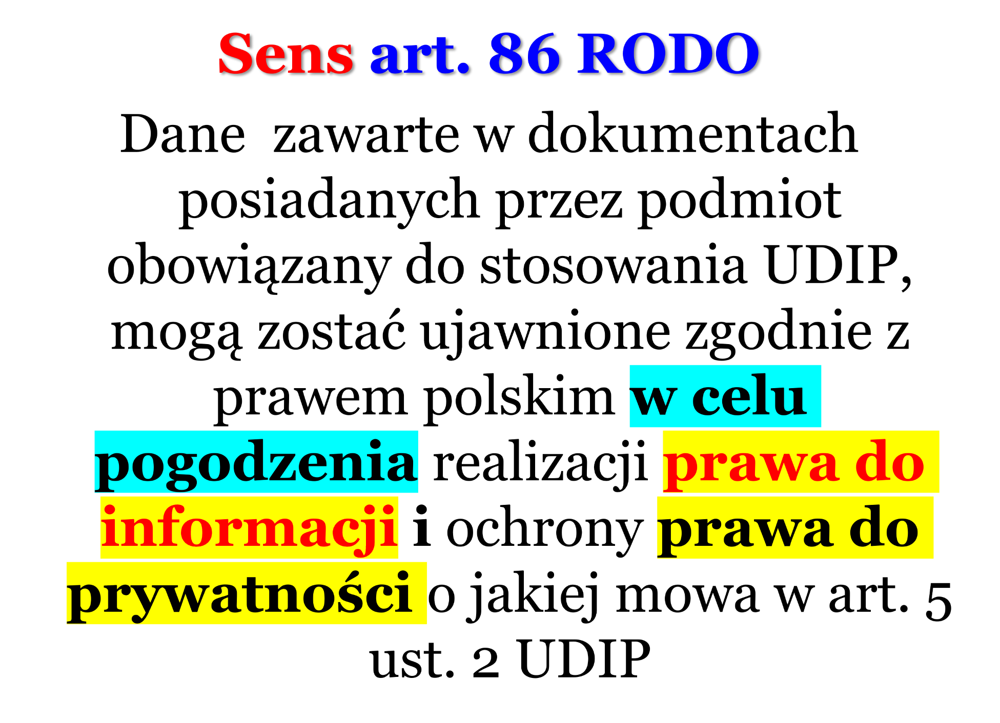 Sens art. 86 RODO
Dane  zawarte w dokumentach
posiadanych przez podmiot
obowiązany do stosowania UDIP,
mogą zostać ujawnione zgodnie z
prawem polskim w celu
pogodzenia realizacji prawa do
informacji i ochrony prawa do
prywatności o jakiej mowa w art. 5
ust. 2 UDIP